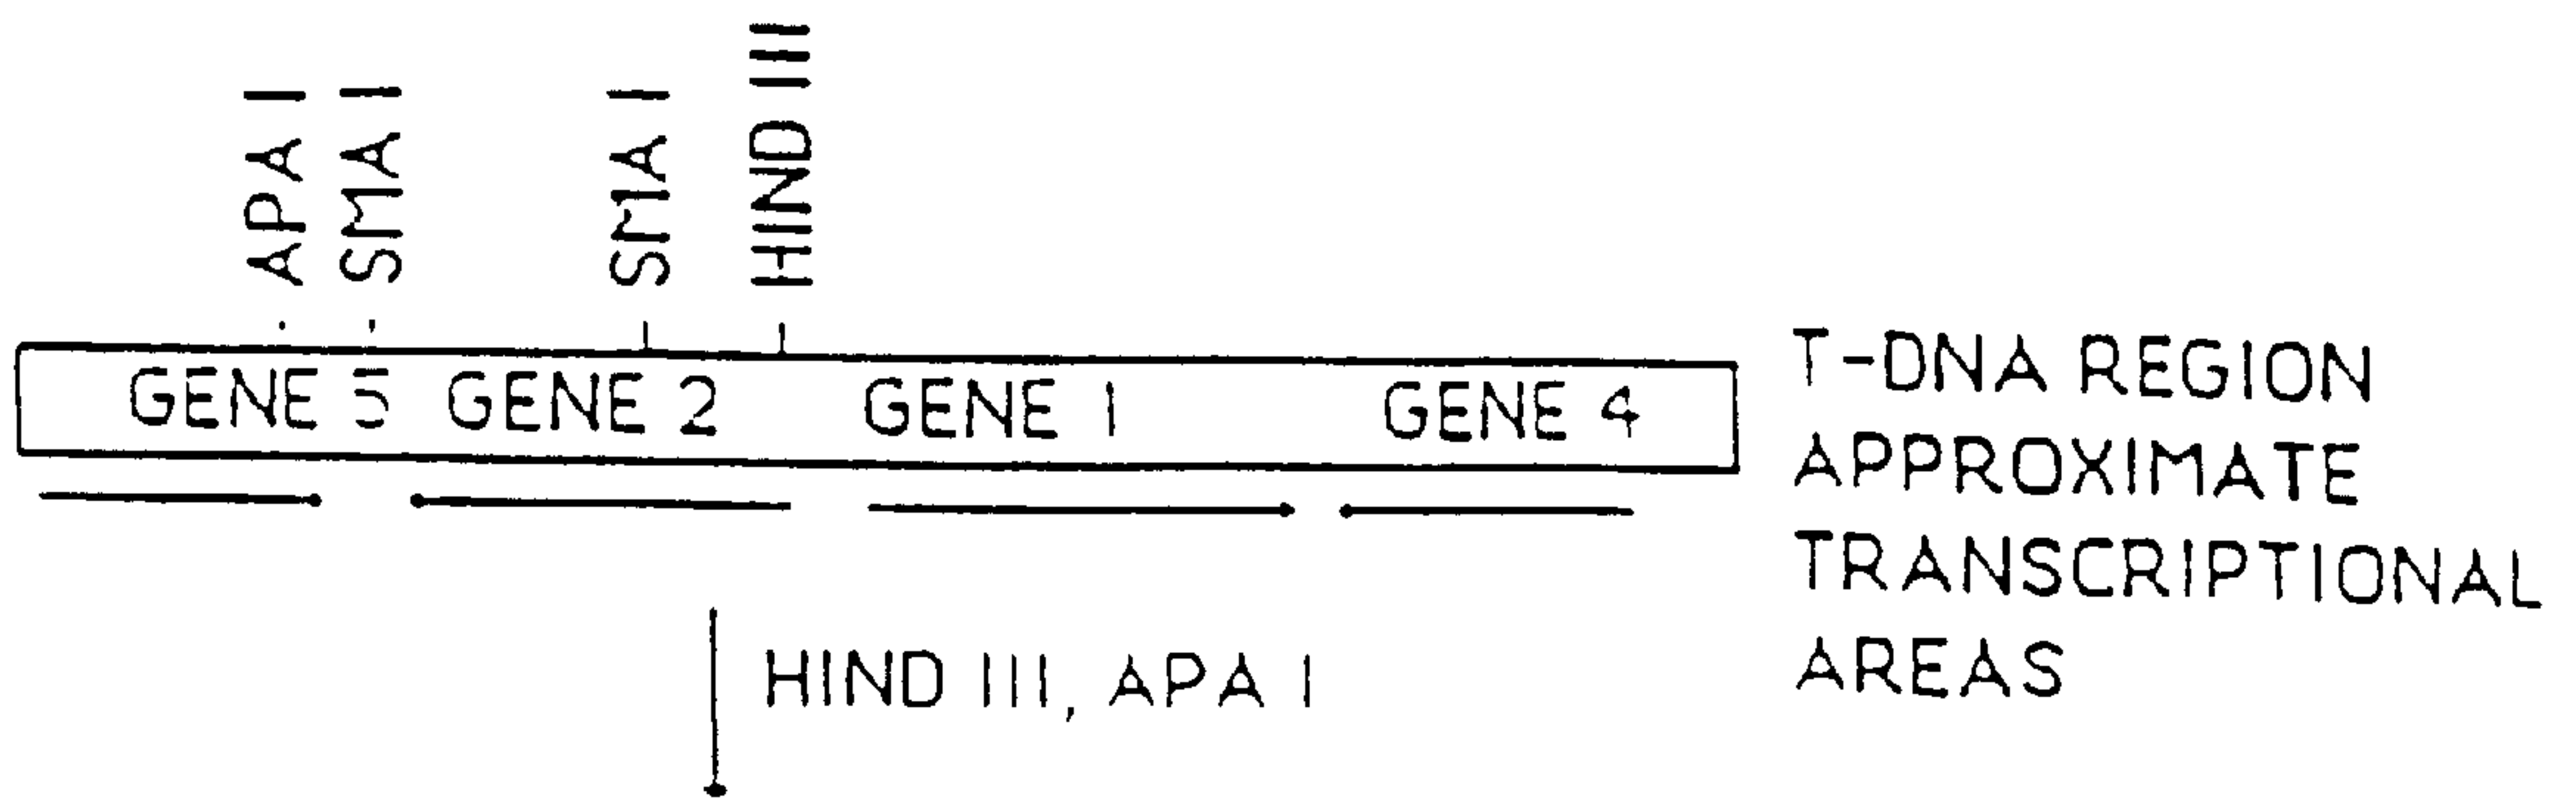 APA I
SMA I
SMA I
HIND III
GENE 5 GENE 2 GENE 1 GENE 4
T-DNA REGION
APPROXIMATE
TRANSCRIPTIONAL
AREAS
HIND III, APA I